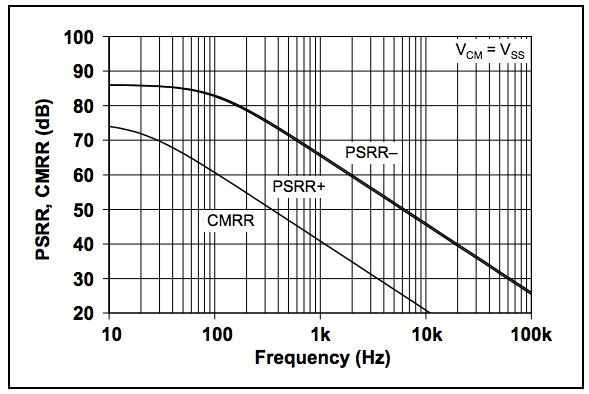 PSRR, CMRR (dB)
100
90
80
70
60
50
40
30
20
V_CM = V_SS
PSRR–
PSRR+
CMRR
10 100 1k 10k 100k
Frequency (Hz)